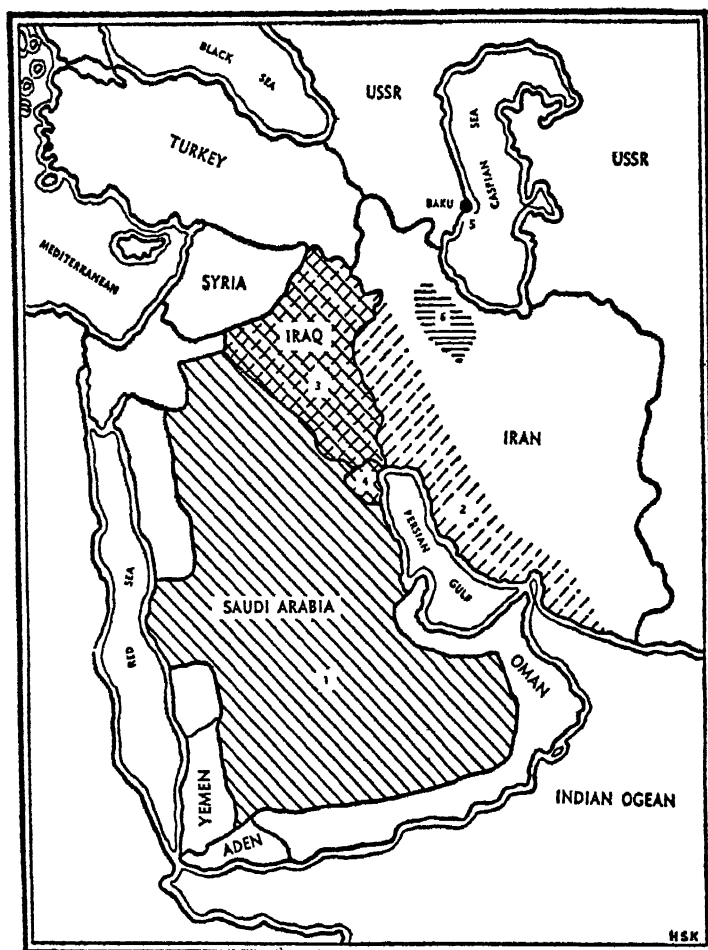 BLACK
SEA
USSR
SEA
CASPIAN
USSR
TURKEY
BAKU
5
MEDITERRANEAN
SYRIA
6
IRAQ
3
IRAN
4
2
PERSIAN
GULF
SEA
RED
SAUDI ARABIA
1
OMAN
YEMEN
INDIAN OGEAN
ADEN
HSK